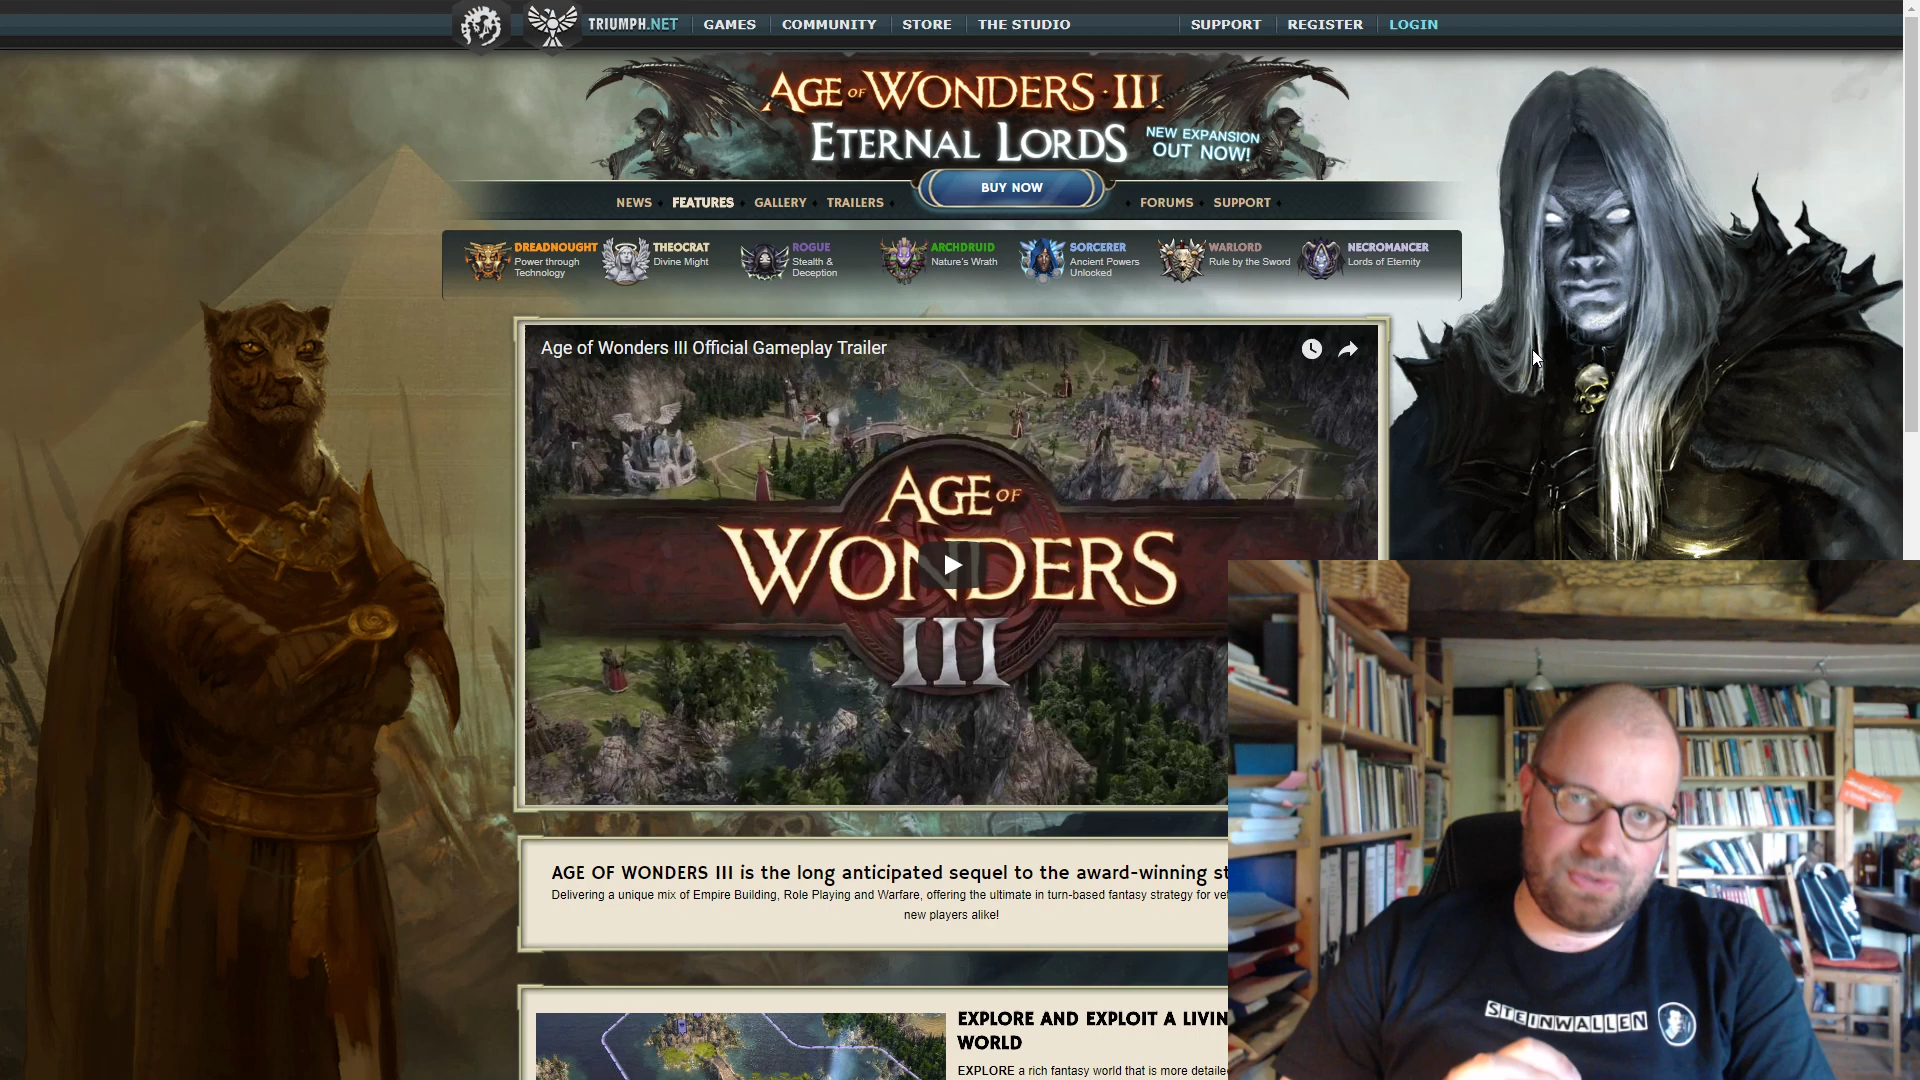 TRIUMPH.NET GAMES COMMUNITY STORE THE STUDIO SUPPORT REGISTER LOGIN
AGE OF WONDERS · III
ETERNAL LORDS
NEW EXPANSION
OUT NOW!
BUY NOW
NEWS FEATURES GALLERY TRAILERS FORUMS SUPPORT
DREADNOUGHT
Power through
Technology
THEOCRAT
Divine Might
ROGUE
Stealth &
Deception
ARCHDRUID
Nature's Wrath
SORCERER
Ancient Powers
Unlocked
WARLORD
Rule by the Sword
NECROMANCER
Lords of Eternity
Age of Wonders III Official Gameplay Trailer
AGE OF
WONDERS
III
AGE OF WONDERS III is the long anticipated sequel to the award-winning st
Delivering a unique mix of Empire Building, Role Playing and Warfare, offering the ultimate in turn-based fantasy strategy for vet
new players alike!
EXPLORE AND EXPLOIT A LIVIN
WORLD
EXPLORE a rich fantasy world that is more detaile
STEINWALLEN